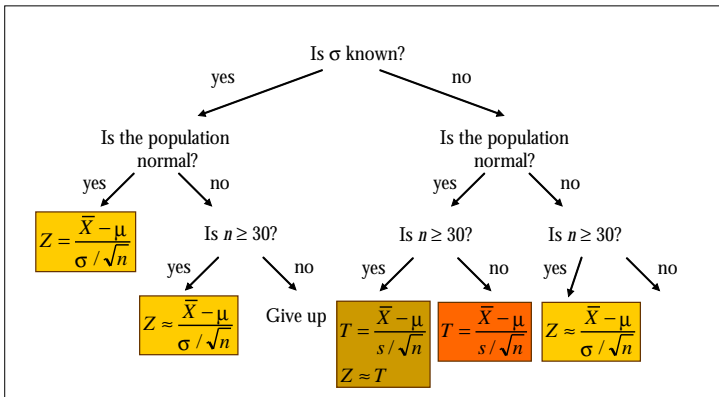 Is σ known?
yes no
Is the population normal?
Is the population normal?
yes no yes no
Z = (X̄ − μ) / (σ / √n)
Is n ≥ 30?
Is n ≥ 30?
Is n ≥ 30?
yes no yes no yes
Z ≈ (X̄ − μ) / (σ / √n)
Give up
T = (X̄ − μ) / (s / √n)
Z ≈ T
T = (X̄ − μ) / (s / √n)
Z ≈ (X̄ − μ) / (σ / √n)
no